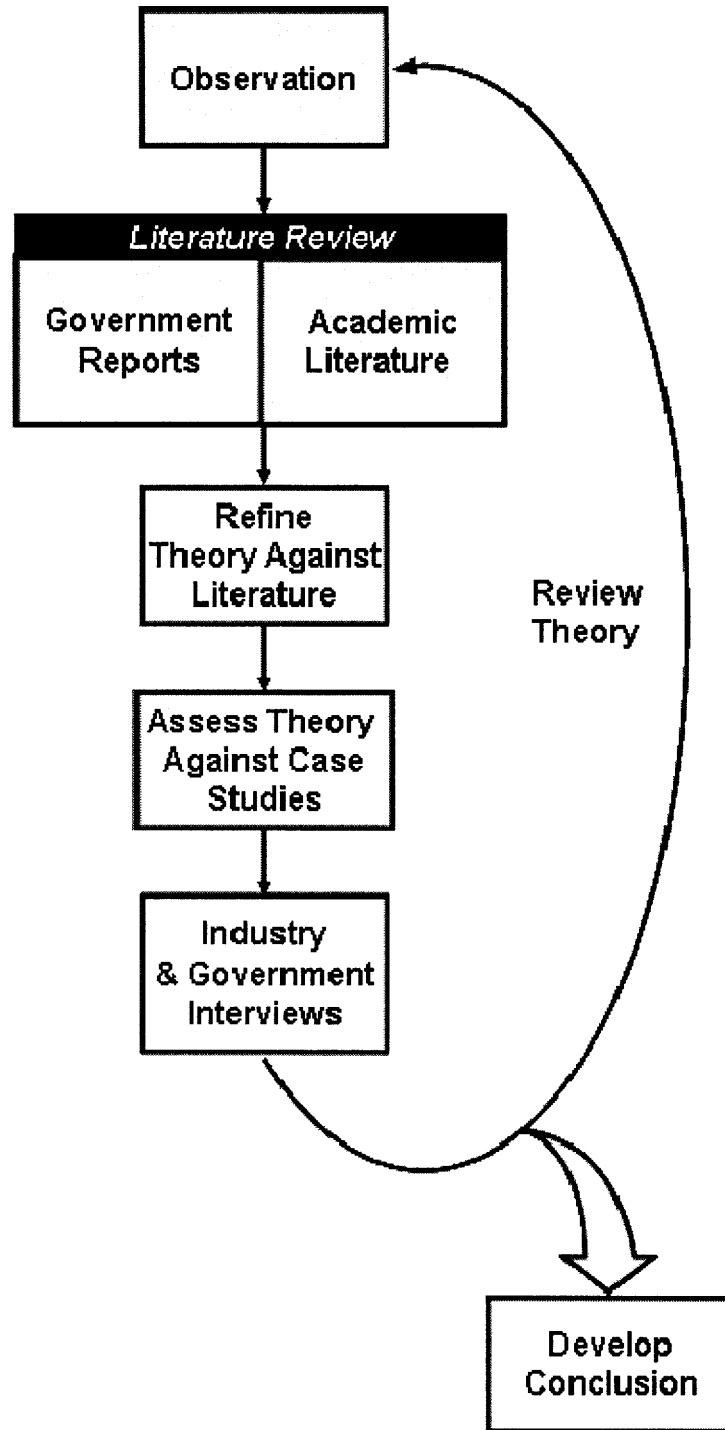 Observation
Literature Review
Government
Reports
Academic
Literature
Refine
Theory Against
Literature
Review
Theory
Assess Theory
Against Case
Studies
Industry
& Government
Interviews
Develop
Conclusion